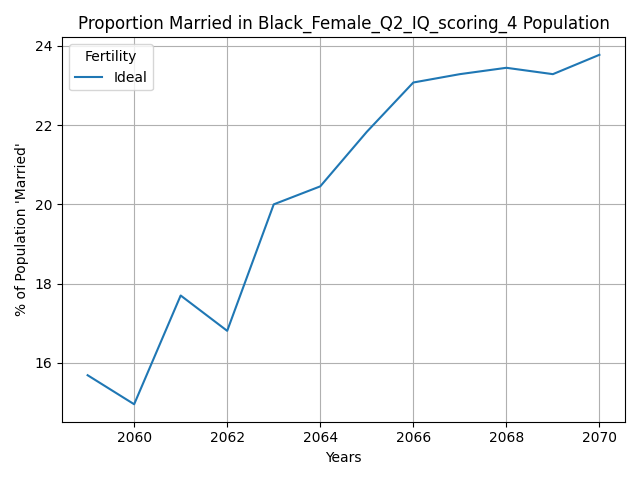 Proportion Married in Black_Female_Q2_IQ_scoring_4 Population
Fertility
Ideal
% of Population 'Married'
24
22
20
18
16
2060
2062
2064
2066
2068
2070
Years